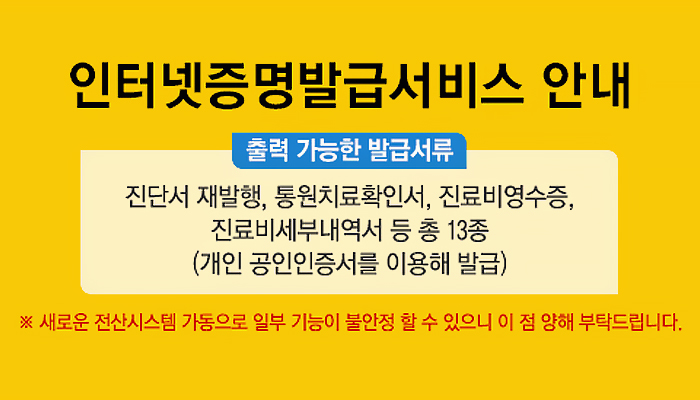 인터넷증명발급서비스 안내
출력 가능한 발급서류
진단서 재발행, 통원치료확인서, 진료비영수증,
진료비세부내역서 등 총 13종
(개인 공인인증서를 이용해 발급)
※ 새로운 전산시스템 가동으로 일부 기능이 불안정 할 수 있으니 이 점 양해 부탁드립니다.